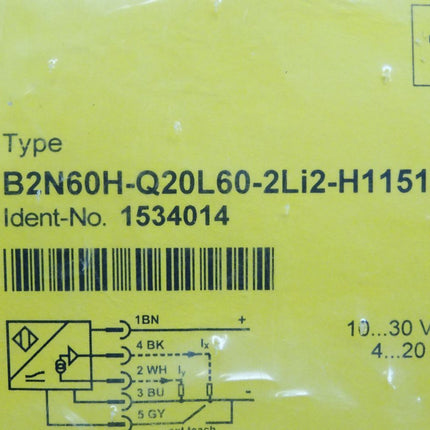 Type
B2N60H-Q20L60-2Li2-H1151
Ident-No. 1534014
1BN +
4 BK Ix
2 WH Iy
3 BU -
5 GY
10...30 V
4...20